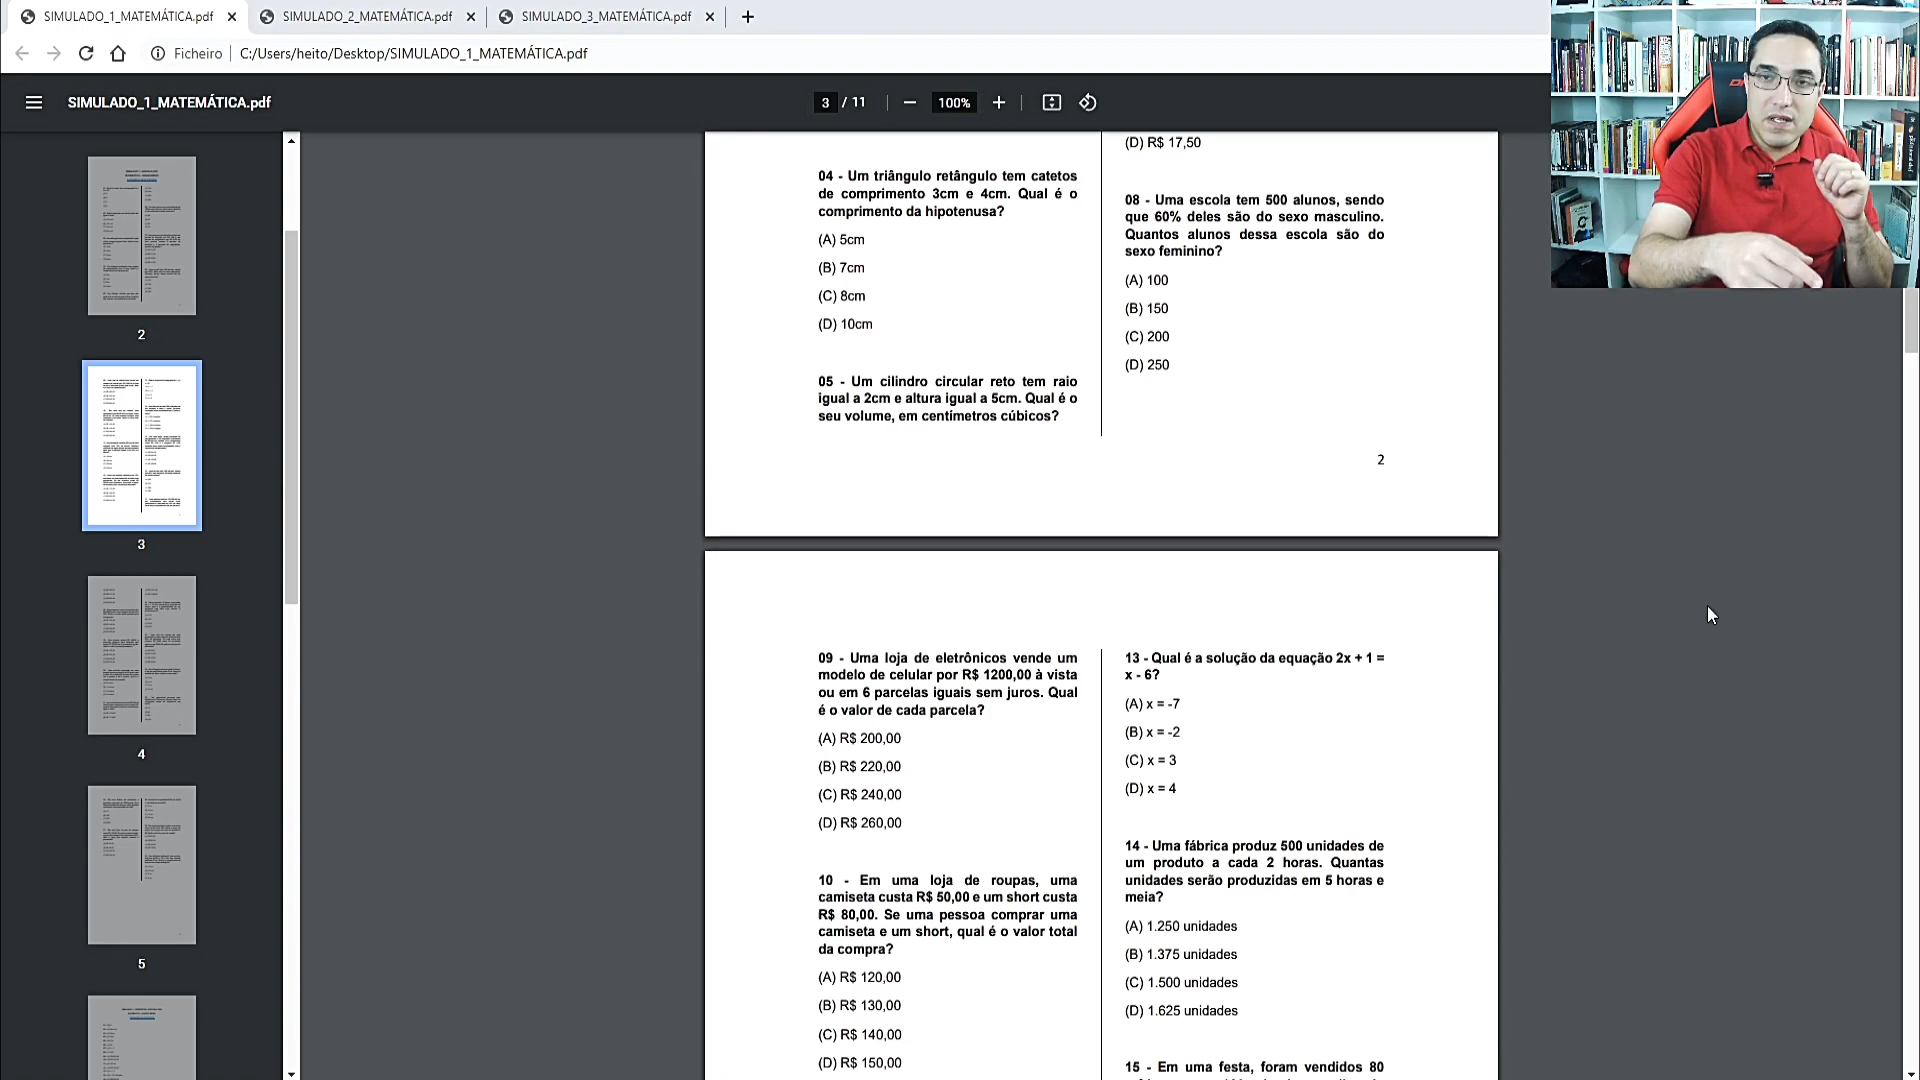 SIMULADO_1_MATEMÁTICA.pdf
SIMULADO_2_MATEMÁTICA.pdf
SIMULADO_3_MATEMÁTICA.pdf
Ficheiro
C:/Users/heito/Desktop/SIMULADO_1_MATEMÁTICA.pdf
SIMULADO_1_MATEMÁTICA.pdf
3 / 11
100%
2
3
4
5
04 - Um triângulo retângulo tem catetos
de comprimento 3cm e 4cm. Qual é o
comprimento da hipotenusa?
(A) 5cm
(B) 7cm
(C) 8cm
(D) 10cm
05 - Um cilindro circular reto tem raio
igual a 2cm e altura igual a 5cm. Qual é o
seu volume, em centímetros cúbicos?
(D) R$ 17,50
08 - Uma escola tem 500 alunos, sendo
que 60% deles são do sexo masculino.
Quantos alunos dessa escola são do
sexo feminino?
(A) 100
(B) 150
(C) 200
(D) 250
2
09 - Uma loja de eletrônicos vende um
modelo de celular por R$ 1200,00 à vista
ou em 6 parcelas iguais sem juros. Qual
é o valor de cada parcela?
(A) R$ 200,00
(B) R$ 220,00
(C) R$ 240,00
(D) R$ 260,00
10 - Em uma loja de roupas, uma
camiseta custa R$ 50,00 e um short custa
R$ 80,00. Se uma pessoa comprar uma
camiseta e um short, qual é o valor total
da compra?
(A) R$ 120,00
(B) R$ 130,00
(C) R$ 140,00
(D) R$ 150,00
13 - Qual é a solução da equação 2x + 1 =
x - 6?
(A) x = -7
(B) x = -2
(C) x = 3
(D) x = 4
14 - Uma fábrica produz 500 unidades de
um produto a cada 2 horas. Quantas
unidades serão produzidas em 5 horas e
meia?
(A) 1.250 unidades
(B) 1.375 unidades
(C) 1.500 unidades
(D) 1.625 unidades
15 - Em uma festa, foram vendidos 80